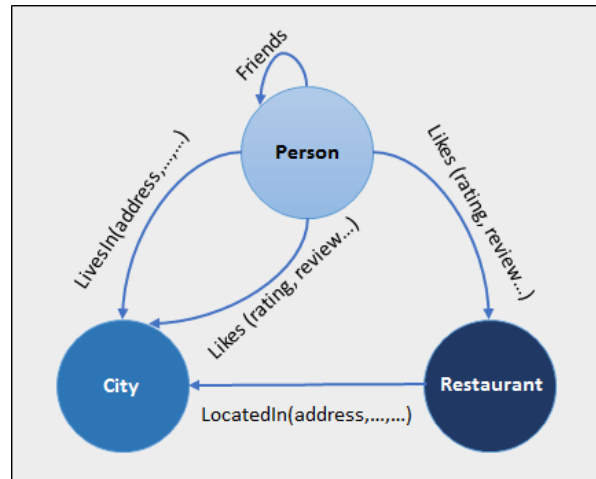 Friends
Person
LivesIn(address,...,...)
Likes (rating, review...)
Likes (rating, review...)
City
Restaurant
LocatedIn(address,...,...)